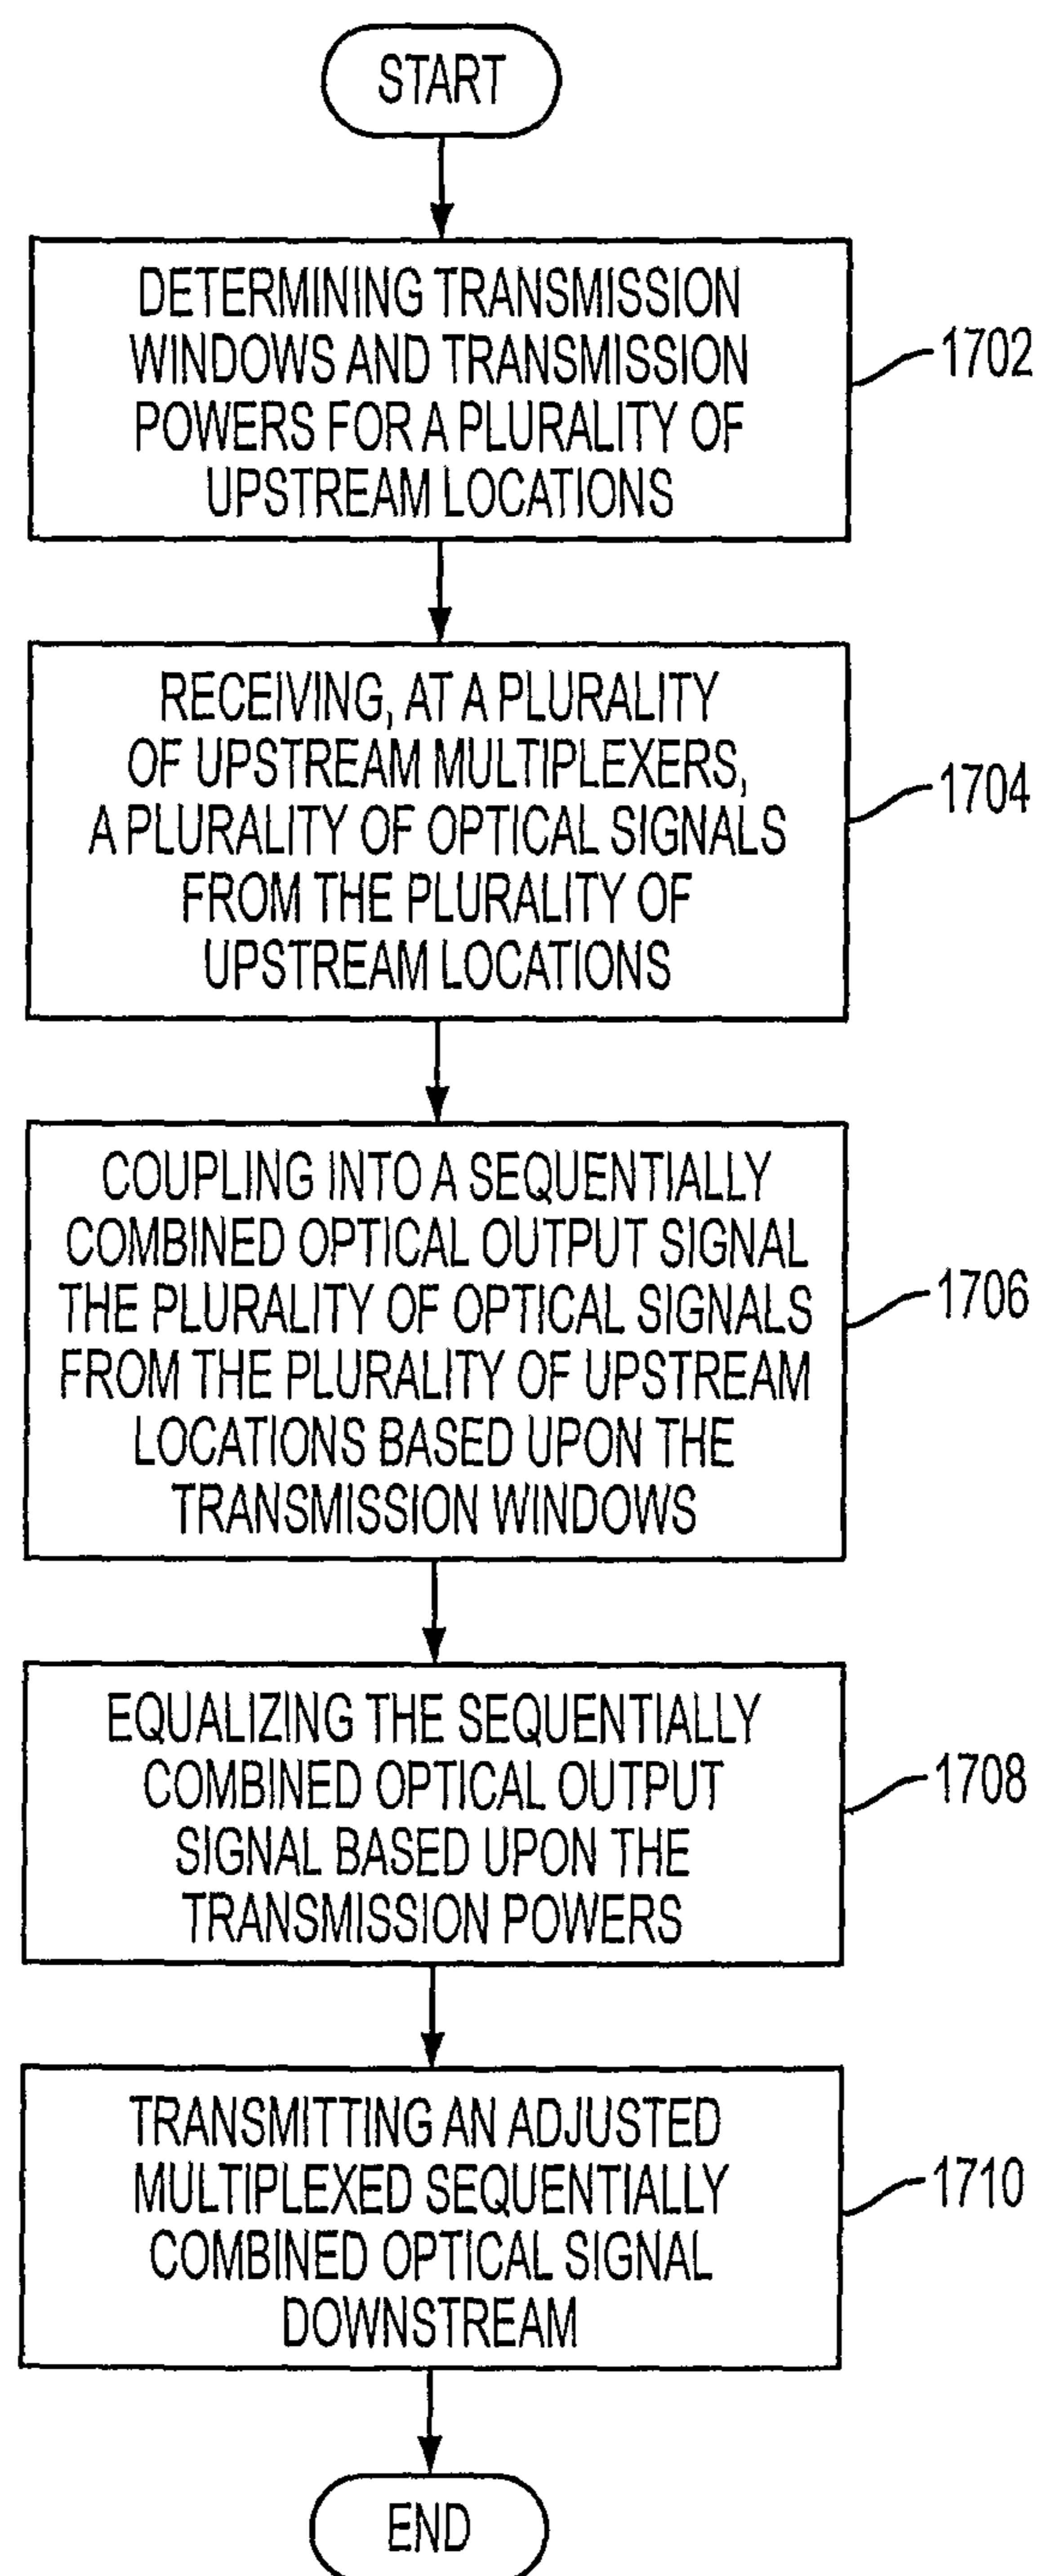 START
DETERMINING TRANSMISSION
WINDOWS AND TRANSMISSION
POWERS FOR A PLURALITY OF
UPSTREAM LOCATIONS
1702
RECEIVING, AT A PLURALITY
OF UPSTREAM MULTIPLEXERS,
A PLURALITY OF OPTICAL SIGNALS
FROM THE PLURALITY OF
UPSTREAM LOCATIONS
1704
COUPLING INTO A SEQUENTIALLY
COMBINED OPTICAL OUTPUT SIGNAL
THE PLURALITY OF OPTICAL SIGNALS
FROM THE PLURALITY OF UPSTREAM
LOCATIONS BASED UPON THE
TRANSMISSION WINDOWS
1706
EQUALIZING THE SEQUENTIALLY
COMBINED OPTICAL OUTPUT
SIGNAL BASED UPON THE
TRANSMISSION POWERS
1708
TRANSMITTING AN ADJUSTED
MULTIPLEXED SEQUENTIALLY
COMBINED OPTICAL SIGNAL
DOWNSTREAM
1710
END